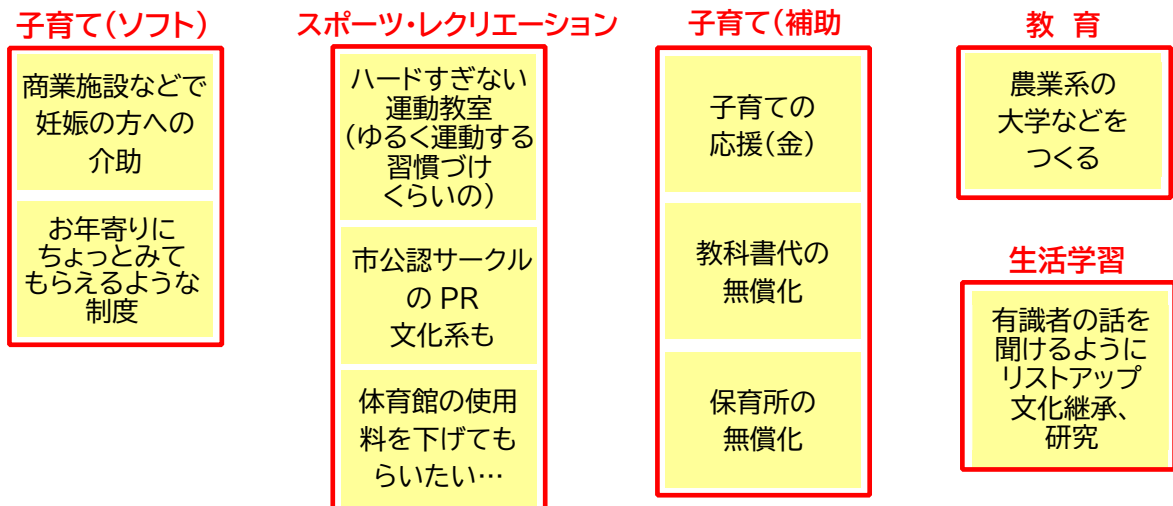 子育て(ソフト)
商業施設などで
妊娠の方への
介助
お年寄りに
ちょっとみて
もらえるような
制度
スポーツ・レクリエーション
ハードすぎない
運動教室
(ゆるく運動する
習慣づけ
くらいの)
市公認サークル
の PR
文化系も
体育館の使用
料を下げても
らいたい…
子育て(補助
子育ての
応援(金)
教科書代の
無償化
保育所の
無償化
教 育
農業系の
大学などを
つくる
生活学習
有識者の話を
聞けるように
リストアップ
文化継承、
研究